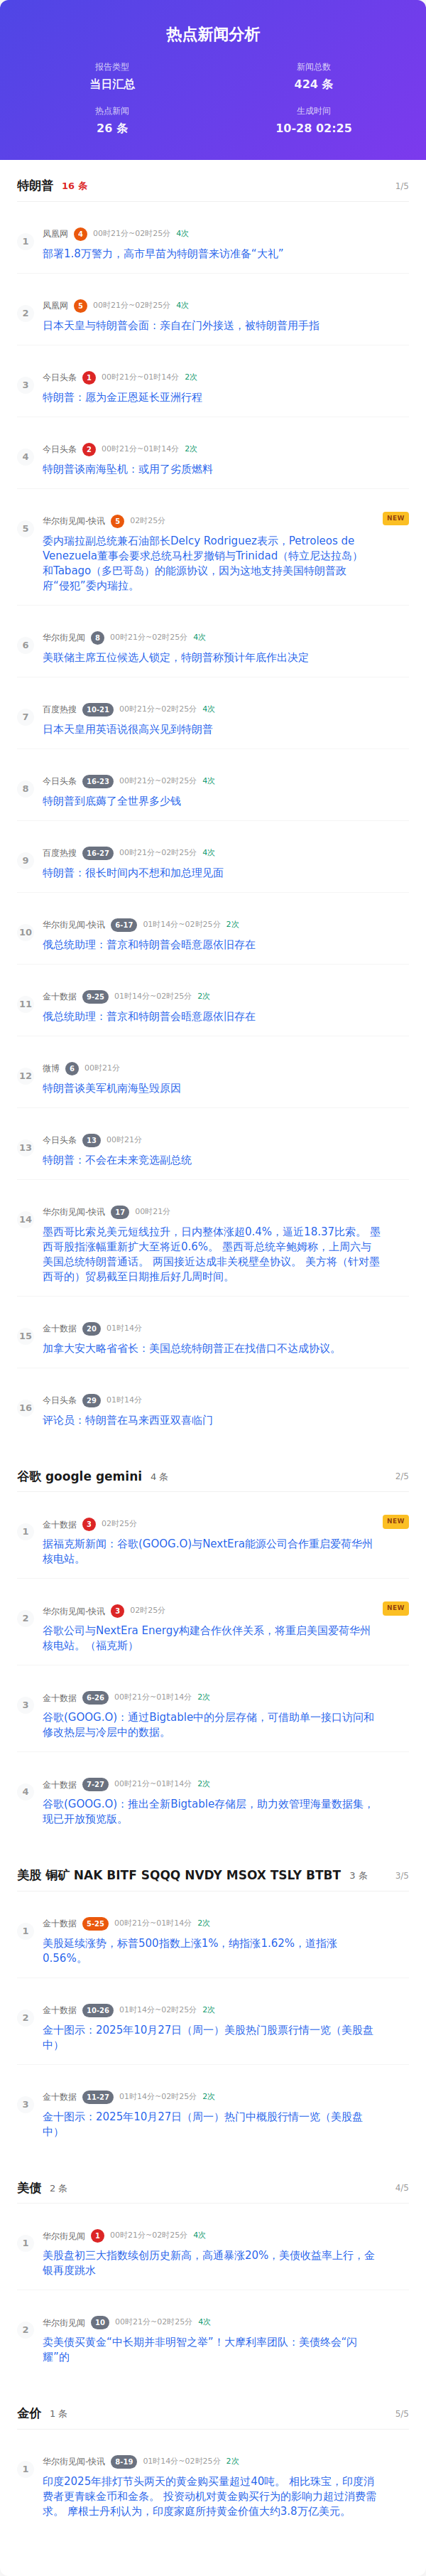 热点新闻分析
报告类型
当日汇总
新闻总数
424 条
热点新闻
26 条
生成时间
10-28 02:25
特朗普 16 条 1/5
1
凤凰网 4 00时21分~02时25分 4次
部署1.8万警力，高市早苗为特朗普来访准备“大礼”
2
凤凰网 5 00时21分~02时25分 4次
日本天皇与特朗普会面：亲自在门外接送，被特朗普用手指
3
今日头条 1 00时21分~01时14分 2次
特朗普：愿为金正恩延长亚洲行程
4
今日头条 2 00时21分~01时14分 2次
特朗普谈南海坠机：或用了劣质燃料
5
华尔街见闻-快讯 5 02时25分 NEW
委内瑞拉副总统兼石油部长Delcy Rodriguez表示，Petroleos de
Venezuela董事会要求总统马杜罗撤销与Trinidad（特立尼达拉岛）
和Tabago（多巴哥岛）的能源协议，因为这地支持美国特朗普政
府“侵犯”委内瑞拉。
6
华尔街见闻 8 00时21分~02时25分 4次
美联储主席五位候选人锁定，特朗普称预计年底作出决定
7
百度热搜 10-21 00时21分~02时25分 4次
日本天皇用英语说很高兴见到特朗普
8
今日头条 16-23 00时21分~02时25分 4次
特朗普到底薅了全世界多少钱
9
百度热搜 16-27 00时21分~02时25分 4次
特朗普：很长时间内不想和加总理见面
10
华尔街见闻-快讯 6-17 01时14分~02时25分 2次
俄总统助理：普京和特朗普会晤意愿依旧存在
11
金十数据 9-25 01时14分~02时25分 2次
俄总统助理：普京和特朗普会晤意愿依旧存在
12
微博 6 00时21分
特朗普谈美军机南海坠毁原因
13
今日头条 13 00时21分
特朗普：不会在未来竞选副总统
14
华尔街见闻-快讯 17 00时21分
墨西哥比索兑美元短线拉升，日内整体涨超0.4%，逼近18.37比索。 墨
西哥股指涨幅重新扩大至将近0.6%。 墨西哥总统辛鲍姆称，上周六与
美国总统特朗普通话。 两国接近达成非关税壁垒协议。 美方将（针对墨
西哥的）贸易截至日期推后好几周时间。
15
金十数据 20 01时14分
加拿大安大略省省长：美国总统特朗普正在找借口不达成协议。
16
今日头条 29 01时14分
评论员：特朗普在马来西亚双喜临门
谷歌 google gemini 4 条 2/5
1
金十数据 3 02时25分 NEW
据福克斯新闻：谷歌(GOOG.O)与NextEra能源公司合作重启爱荷华州
核电站。
2
华尔街见闻-快讯 3 02时25分 NEW
谷歌公司与NextEra Energy构建合作伙伴关系，将重启美国爱荷华州
核电站。（福克斯）
3
金十数据 6-26 00时21分~01时14分 2次
谷歌(GOOG.O)：通过Bigtable中的分层存储，可借助单一接口访问和
修改热层与冷层中的数据。
4
金十数据 7-27 00时21分~01时14分 2次
谷歌(GOOG.O)：推出全新Bigtable存储层，助力效管理海量数据集，
现已开放预览版。
美股 铜矿 NAK BITF SQQQ NVDY MSOX TSLY BTBT 3 条 3/5
1
金十数据 5-25 00时21分~01时14分 2次
美股延续涨势，标普500指数上涨1%，纳指涨1.62%，道指涨
0.56%。
2
金十数据 10-26 01时14分~02时25分 2次
金十图示：2025年10月27日（周一）美股热门股票行情一览（美股盘
中）
3
金十数据 11-27 01时14分~02时25分 2次
金十图示：2025年10月27日（周一）热门中概股行情一览（美股盘
中）
美债 2 条 4/5
1
华尔街见闻 1 00时21分~02时25分 4次
美股盘初三大指数续创历史新高，高通暴涨20%，美债收益率上行，金
银再度跳水
2
华尔街见闻 10 00时21分~02时25分 4次
卖美债买黄金“中长期并非明智之举”！大摩利率团队：美债终会“闪
耀”的
金价 1 条 5/5
1
华尔街见闻-快讯 8-19 01时14分~02时25分 2次
印度2025年排灯节头两天的黄金购买量超过40吨。 相比珠宝，印度消
费者更青睐金币和金条。 投资动机对黄金购买行为的影响力超过消费需
求。 摩根士丹利认为，印度家庭所持黄金价值大约3.8万亿美元。